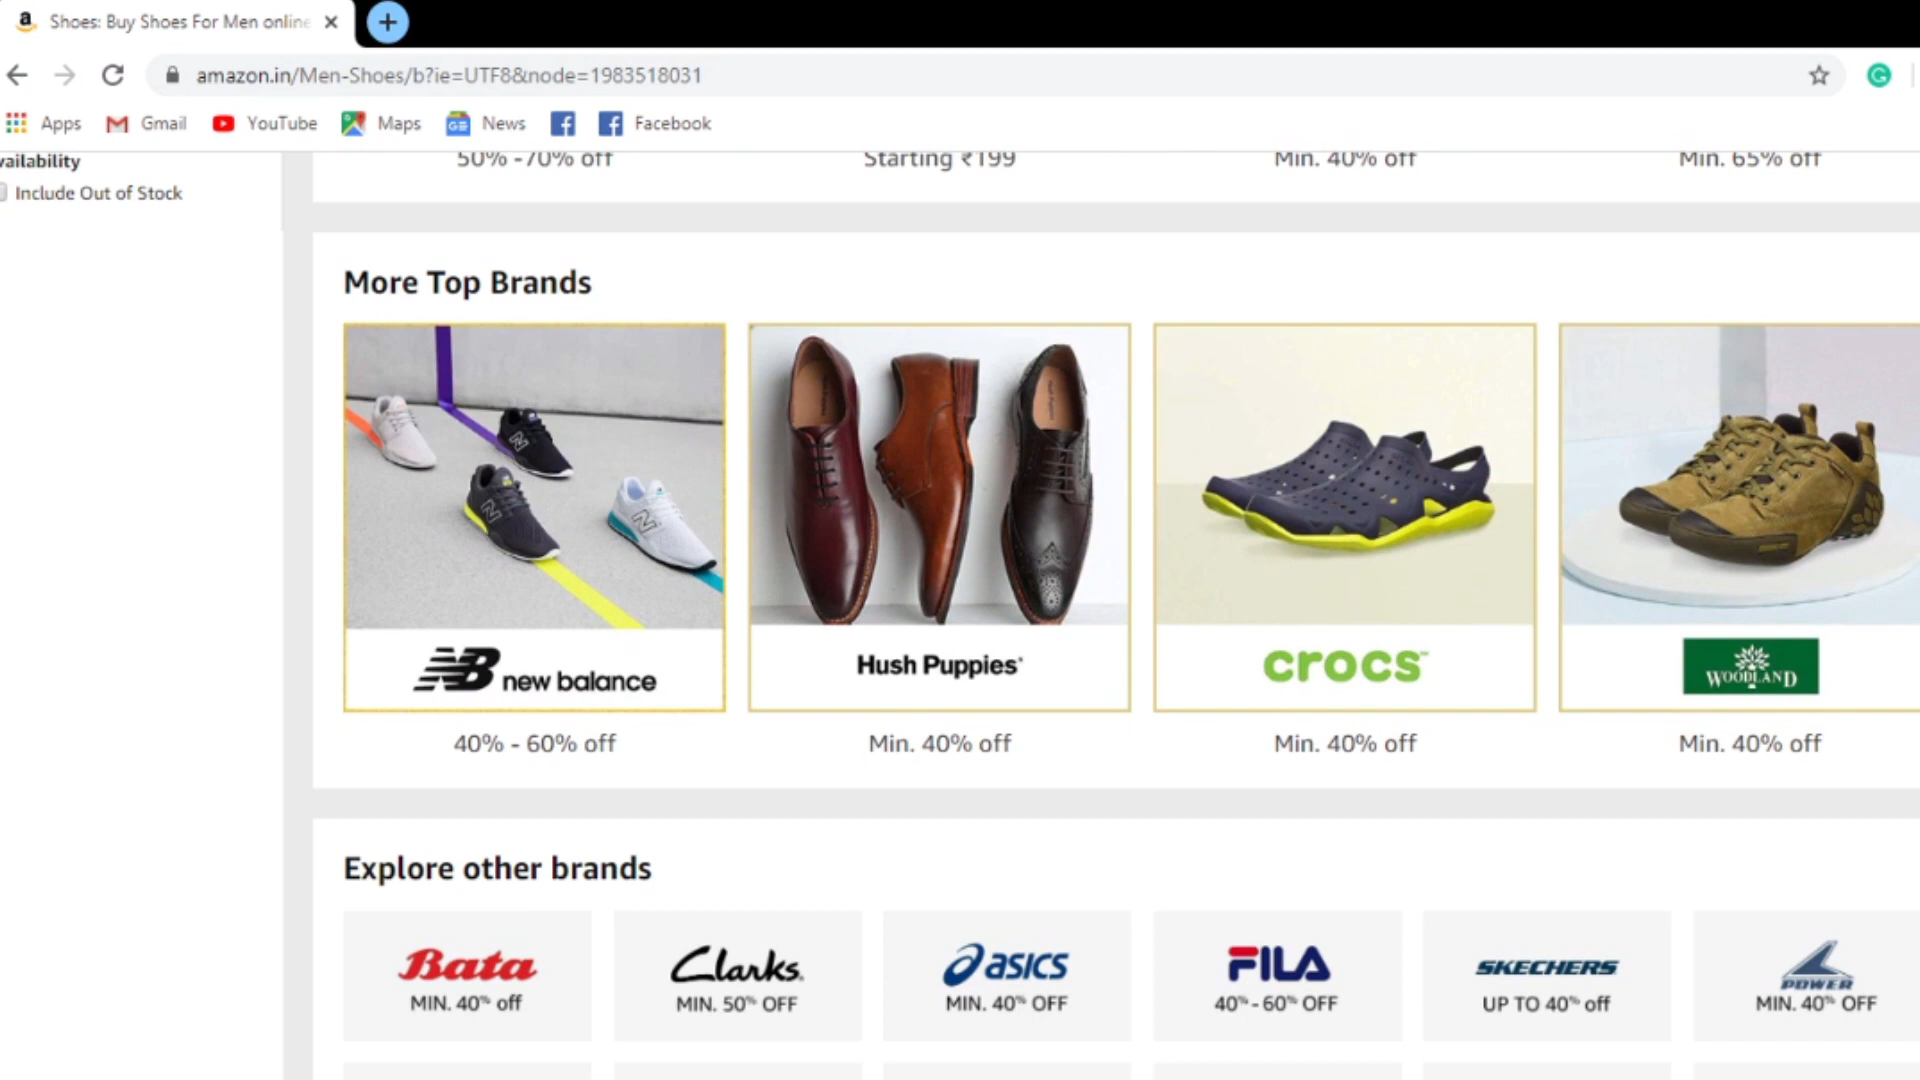 Shoes: Buy Shoes For Men online
amazon.in/Men-Shoes/b?ie=UTF8&node=1983518031
Apps Gmail YouTube Maps News Facebook
vailability
Include Out of Stock
50% -70% off Starting ₹199 Min. 40% off Min. 65% off
More Top Brands
new balance Hush Puppies crocs™ WOODLAND
40% - 60% off Min. 40% off Min. 40% off Min. 40% off
Explore other brands
Bata Clarks. asics FILA SKECHERS POWER
MIN. 40% off MIN. 50% OFF MIN. 40% OFF 40% - 60% OFF UP TO 40% off MIN. 40% OFF